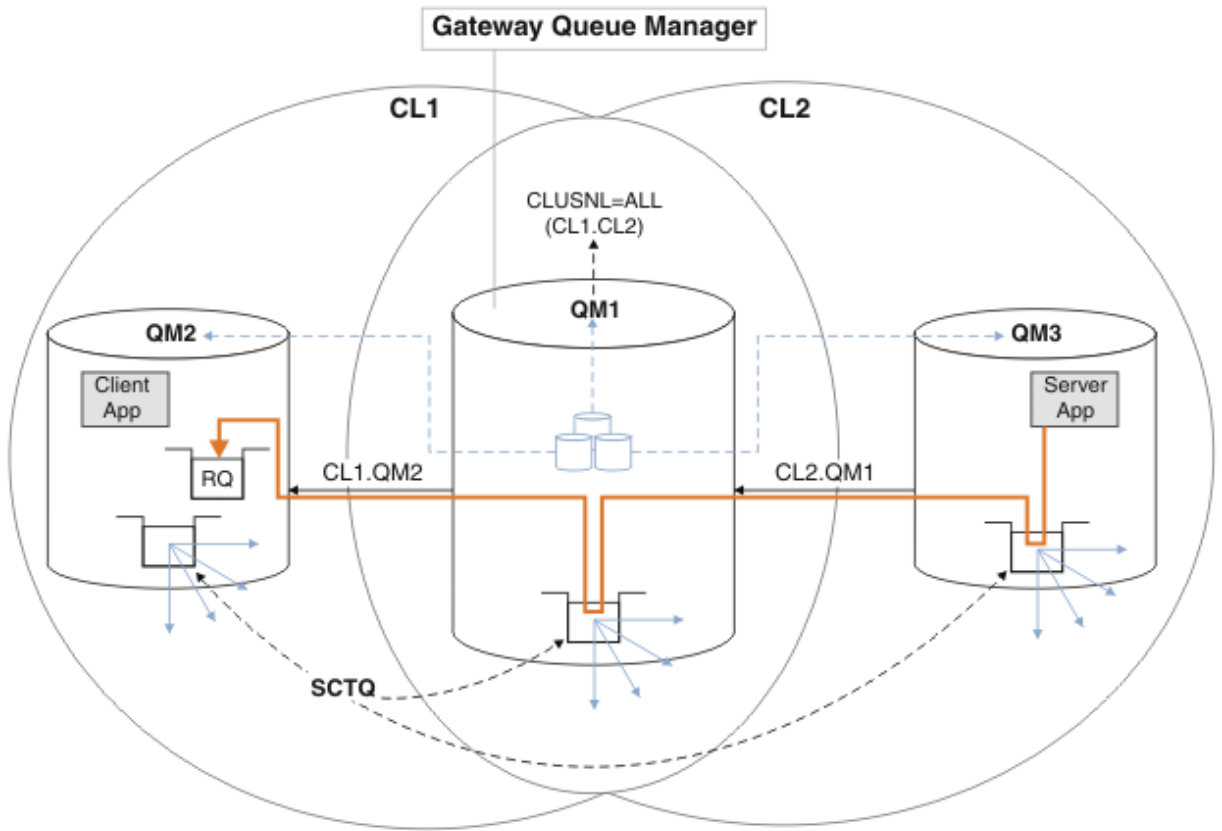 Gateway Queue Manager
CL1
CL2
CLUSNL=ALL
(CL1.CL2)
QM2
QM1
QM3
Client
App
Server
App
RQ
CL1.QM2
CL2.QM1
SCTQ